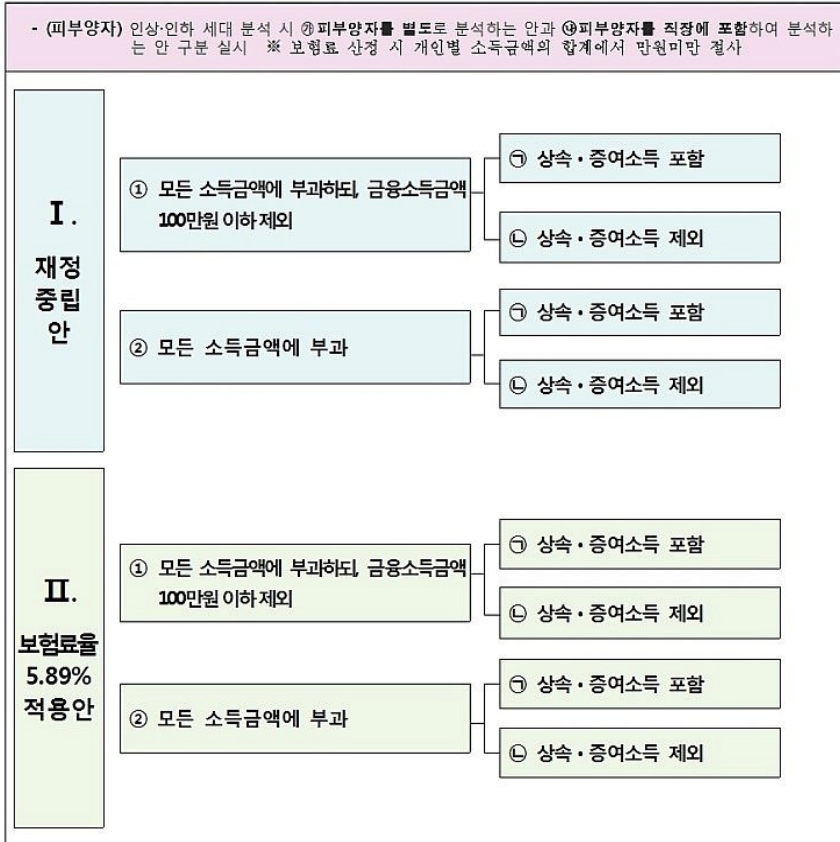 - (피부양자) 인상·인하 세대 분석 시 ㉮피부양자를 별도로 분석하는 안과 ㉯피부양자를 직장에 포함하여 분석하
는 안 구분 실시 ※ 보험료 산정 시 개인별 소득금액의 합계에서 만원미만 절사
Ⅰ.
재정
중립
안
① 모든 소득금액에 부과하되, 금융소득금액
100만원 이하 제외
㉠ 상속·증여소득 포함
㉡ 상속·증여소득 제외
② 모든 소득금액에 부과
㉠ 상속·증여소득 포함
㉡ 상속·증여소득 제외
Ⅱ.
보험료율
5.89%
적용안
① 모든 소득금액에 부과하되, 금융소득금액
100만원 이하 제외
㉠ 상속·증여소득 포함
㉡ 상속·증여소득 제외
② 모든 소득금액에 부과
㉠ 상속·증여소득 포함
㉡ 상속·증여소득 제외